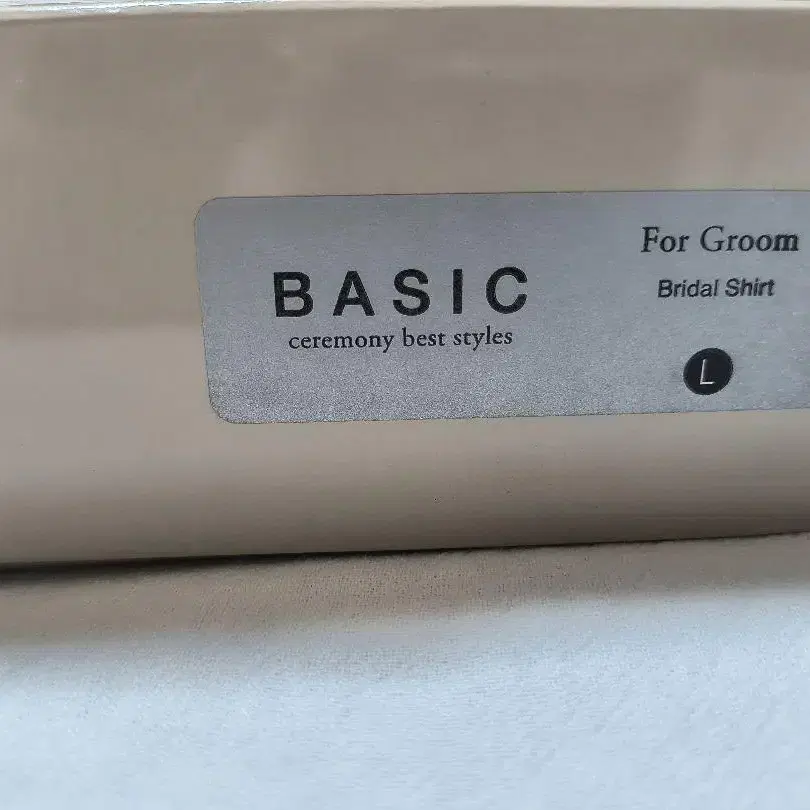 BASIC
ceremony best styles
For Groom
Bridal Shirt
L